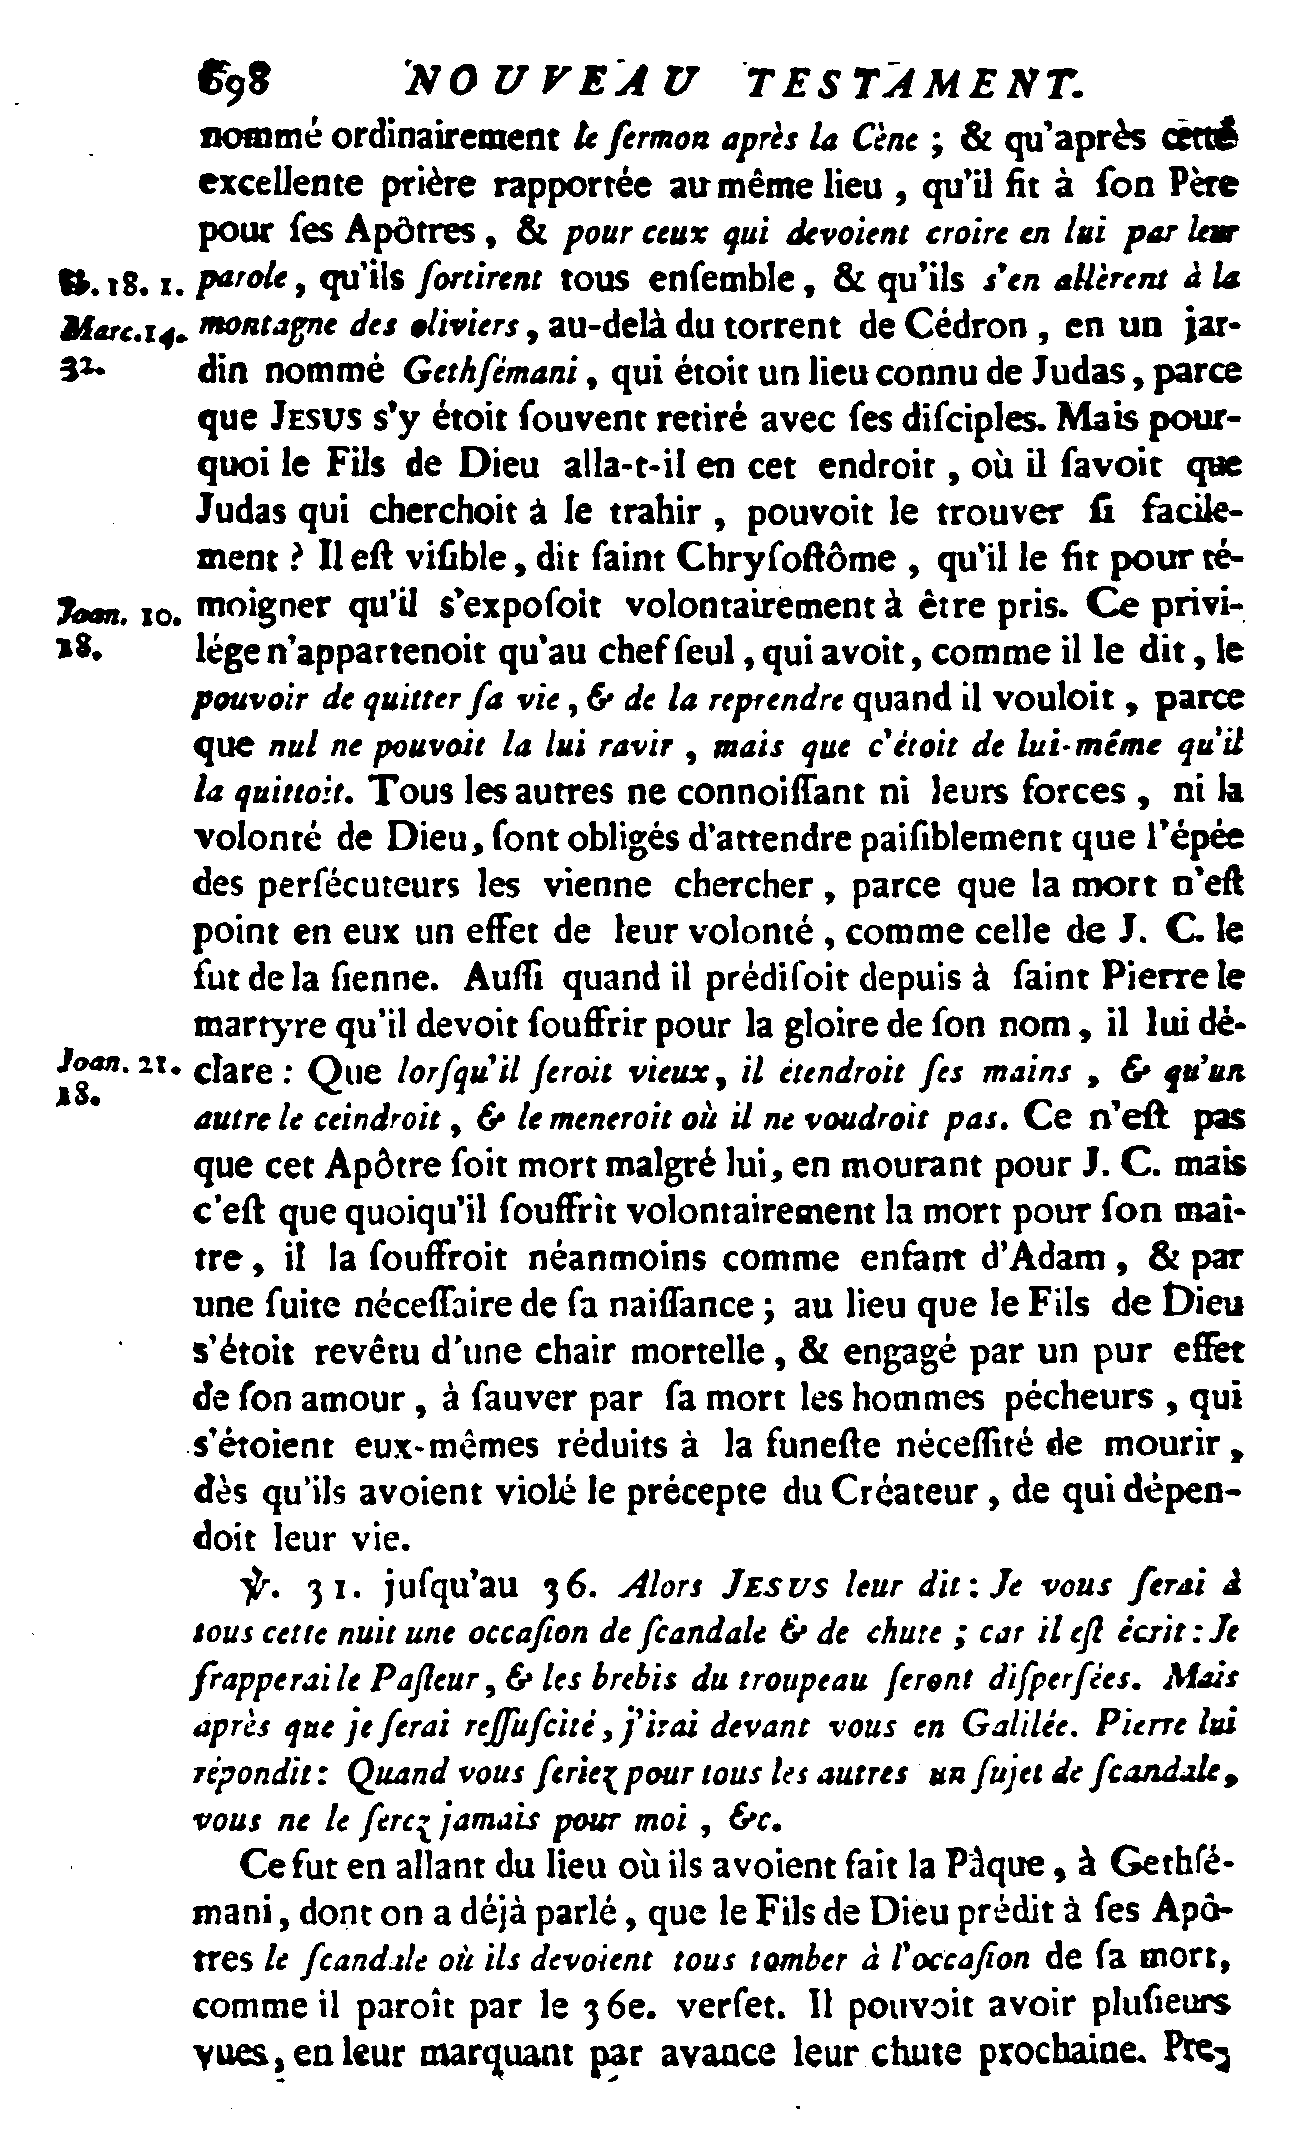 698 NOUVEAU TESTAMENT.
nommé ordinairement le ſermon après la Cène ; & qu'après cette
excellente prière rapportée au même lieu , qu'il fit à ſon Père
pour ſes Apôtres , & pour ceux qui devoient croire en lui par leur
Ib. 18. 1. parole , qu'ils ſortirent tous enſemble , & qu'ils s'en allèrent à la
Marc. 14. montagne des oliviers , au-delà du torrent de Cédron , en un jar-
32. din nommé Gethſémani , qui étoit un lieu connu de Judas , parce
que JESUS s'y étoit ſouvent retiré avec ſes diſciples. Mais pour-
quoi le Fils de Dieu alla-t-il en cet endroit , où il ſavoit que
Judas qui cherchoit à le trahir , pouvoit le trouver ſi facile-
ment ? Il eſt viſible , dit ſaint Chryſoſtôme , qu'il le fit pour té-
Joan. 10. moigner qu'il s'expoſoit volontairement à être pris. Ce privi-
18. lége n'appartenoit qu'au chef ſeul , qui avoit , comme il le dit , le
pouvoir de quitter ſa vie , & de la reprendre quand il vouloit , parce
que nul ne pouvoit la lui ravir , mais que c'étoit de lui-même qu'il
la quittoit. Tous les autres ne connoiſſant ni leurs forces , ni la
volonté de Dieu , ſont obligés d'attendre paiſiblement que l'épée
des perſécuteurs les vienne chercher , parce que la mort n'eſt
point en eux un effet de leur volonté , comme celle de J. C. le
fut de la ſienne. Auſſi quand il prédiſoit depuis à ſaint Pierre le
martyre qu'il devoit ſouffrir pour la gloire de ſon nom , il lui dé-
Joan. 21. clare : Que lorſqu'il ſeroit vieux , il étendroit ſes mains , & qu'un
18. autre le ceindroit , & le meneroit où il ne voudroit pas. Ce n'eſt pas
que cet Apôtre ſoit mort malgré lui , en mourant pour J. C. mais
c'eſt que quoiqu'il ſouffrît volontairement la mort pour ſon maî-
tre , il la ſouffroit néanmoins comme enfant d'Adam , & par
une ſuite néceſſaire de ſa naiſſance ; au lieu que le Fils de Dieu
s'étoit revêtu d'une chair mortelle , & engagé par un pur effet
de ſon amour , à ſauver par ſa mort les hommes pécheurs , qui
s'étoient eux-mêmes réduits à la funeſte néceſſité de mourir ,
dès qu'ils avoient violé le précepte du Créateur , de qui dépen-
doit leur vie.
℣. 31. juſqu'au 36. Alors JESUS leur dit : Je vous ſerai à
tous cette nuit une occaſion de ſcandale & de chute ; car il eſt écrit : Je
frapperai le Paſteur , & les brebis du troupeau ſeront diſperſées. Mais
après que je ſerai reſſuſcité , j'irai devant vous en Galilée. Pierre lui
répondit : Quand vous ſeriez pour tous les autres un ſujet de ſcandale ,
vous ne le ſerez jamais pour moi , &c.
Ce fut en allant du lieu où ils avoient fait la Pâque , à Gethſé-
mani , dont on a déjà parlé , que le Fils de Dieu prédit à ſes Apô-
tres le ſcandale où ils devoient tous tomber à l'occaſion de ſa mort ,
comme il paroît par le 36e. verſet. Il pouvoit avoir pluſieurs
vues , en leur marquant par avance leur chute prochaine. Pre-